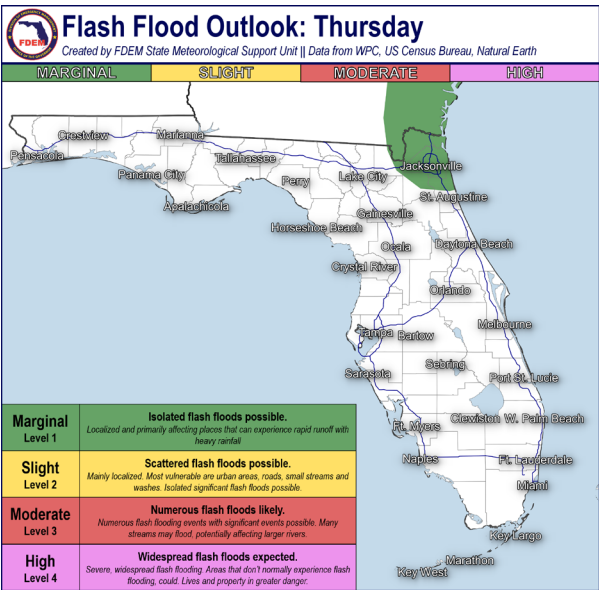 FDEM
Flash Flood Outlook: Thursday
Created by FDEM State Meteorological Support Unit || Data from WPC, US Census Bureau, Natural Earth
MARGINAL SLIGHT MODERATE HIGH
Pensacola
Crestview
Marianna
Panama City
Apalachicola
Tallahassee
Perry
Lake City
Jacksonville
St. Augustine
Gainesville
Horseshoe Beach
Ocala
Daytona Beach
Crystal River
Orlando
Tampa
Bartow
Melbourne
Sebring
Sarasota
Port St. Lucie
Clewiston
W. Palm Beach
Ft. Myers
Naples
Ft. Lauderdale
Miami
Key Largo
Marathon
Key West
Marginal
Level 1
Isolated flash floods possible.
Localized and primarily affecting places that can experience rapid runoff with
heavy rainfall
Slight
Level 2
Scattered flash floods possible.
Mainly localized. Most vulnerable are urban areas, roads, small streams and
washes. Isolated significant flash floods possible.
Moderate
Level 3
Numerous flash floods likely.
Numerous flash flooding events with significant events possible. Many
streams may flood, potentially affecting larger rivers.
High
Level 4
Widespread flash floods expected.
Severe, widespread flash flooding. Areas that don't normally experience flash
flooding, could. Lives and property in greater danger.